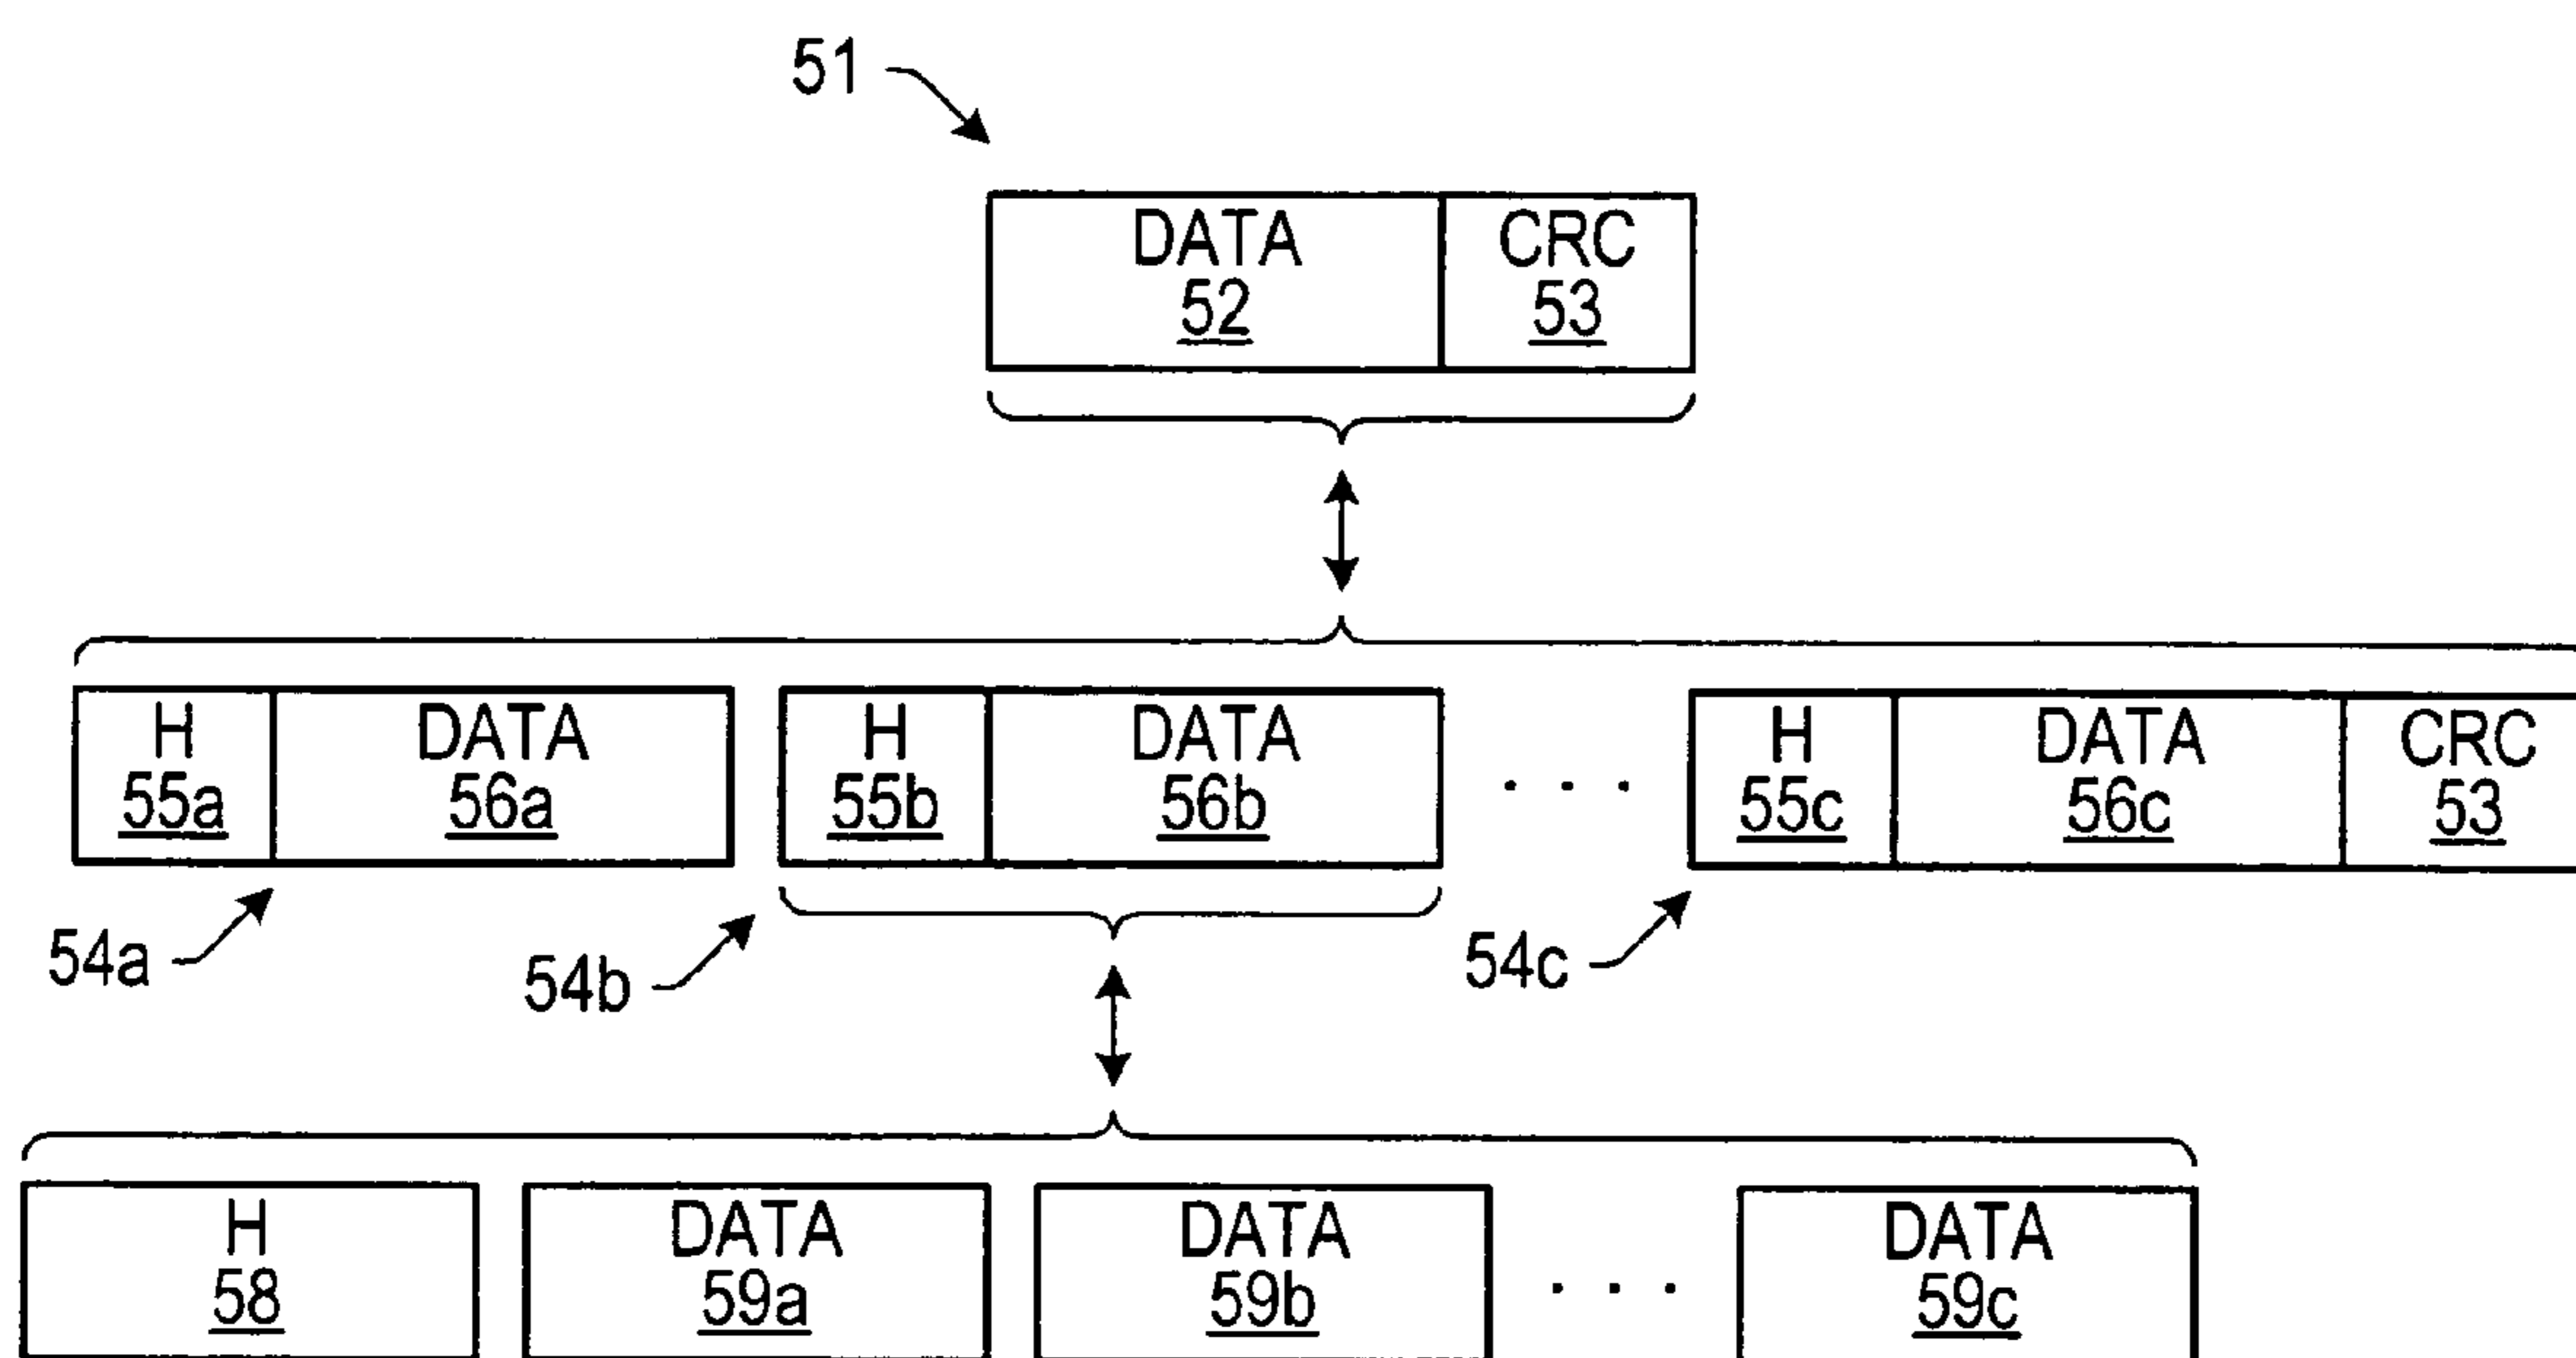 51
DATA CRC
52 53
H DATA H DATA . . . H DATA CRC
55a 56a 55b 56b 55c 56c 53
54a 54b 54c
H DATA DATA . . . DATA
58 59a 59b 59c